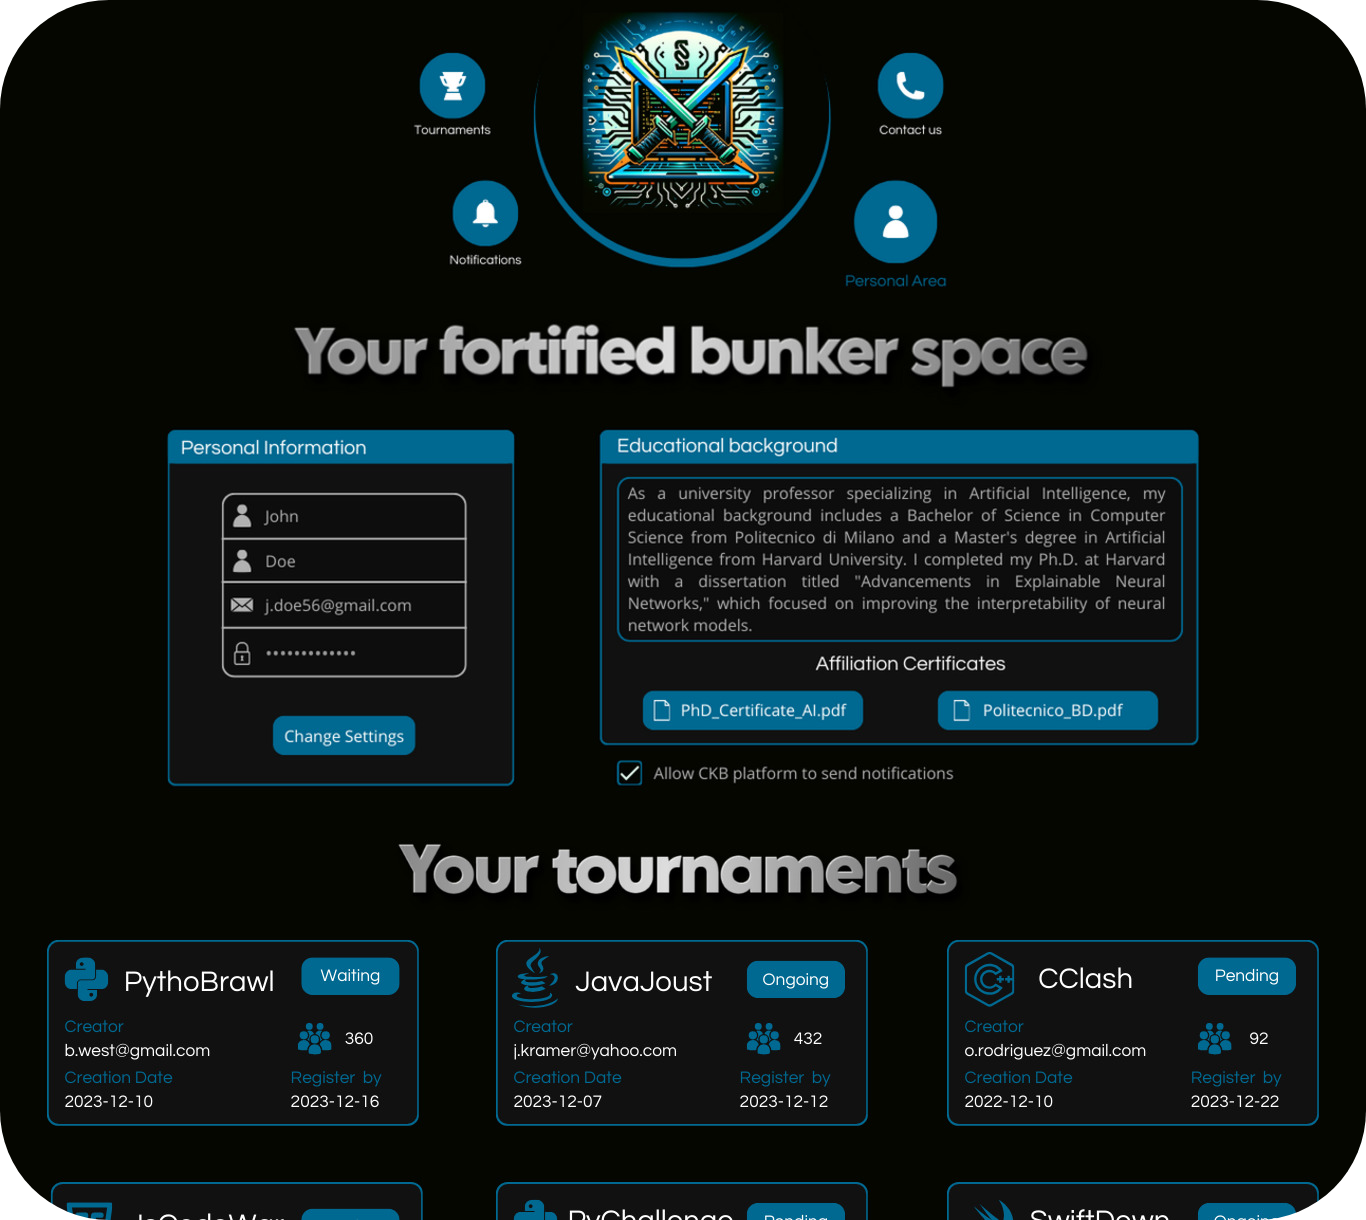 Tournaments
Contact us
Notifications
Personal Area
Your fortified bunker space
Personal Information
John
Doe
j.doe56@gmail.com
•••••••••••••
Change Settings
Educational background
As a university professor specializing in Artificial Intelligence, my
educational background includes a Bachelor of Science in Computer
Science from Politecnico di Milano and a Master's degree in Artificial
Intelligence from Harvard University. I completed my Ph.D. at Harvard
with a dissertation titled "Advancements in Explainable Neural
Networks," which focused on improving the interpretability of neural
network models.
Affiliation Certificates
PhD_Certificate_AI.pdf
Politecnico_BD.pdf
Allow CKB platform to send notifications
Your tournaments
PythoBrawl
Waiting
Creator
360
b.west@gmail.com
Creation Date
Register by
2023-12-10
2023-12-16
JavaJoust
Ongoing
Creator
432
j.kramer@yahoo.com
Creation Date
Register by
2023-12-07
2023-12-12
CClash
Pending
Creator
92
o.rodriguez@gmail.com
Creation Date
Register by
2022-12-10
2023-12-22
PyChallenge
Pending
SwiftDown
Ongoing